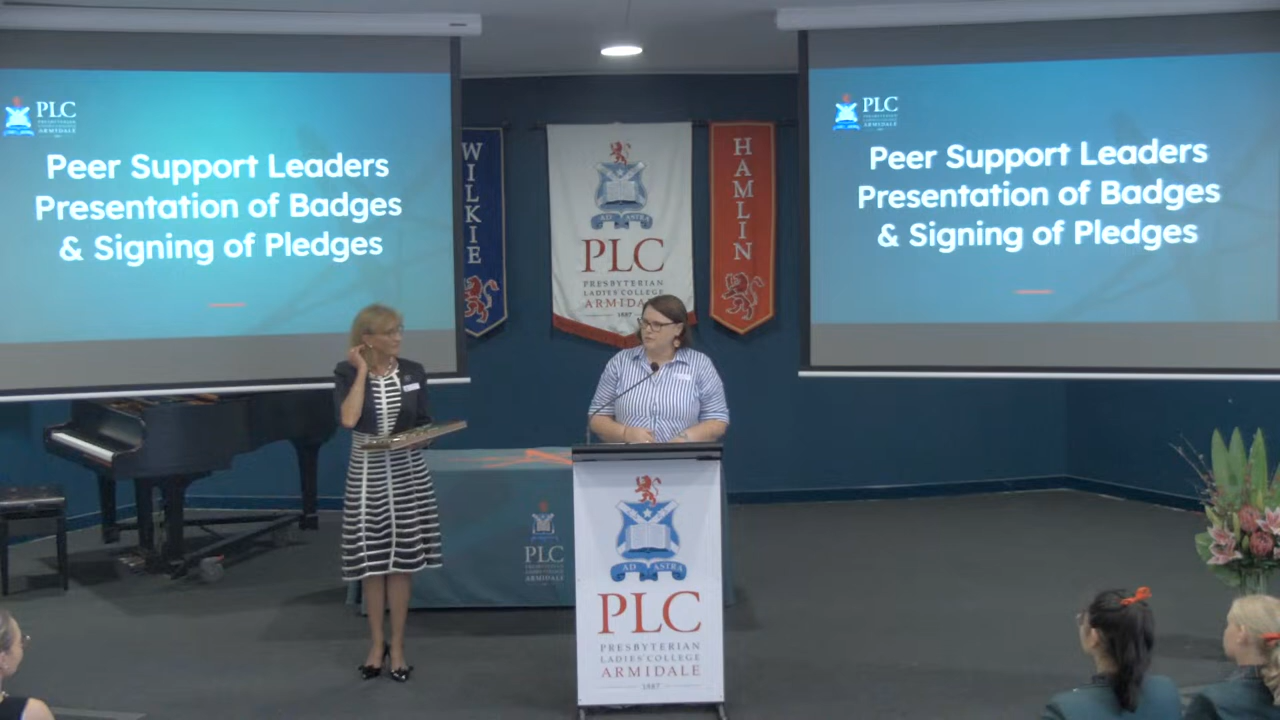 PLC
ARMIDALE
Peer Support Leaders
Presentation of Badges
& Signing of Pledges
WILKIE
AD ASTRA
PLC
PRESBYTERIAN
LADIES' COLLEGE
ARMIDALE
1887
HAMLIN
PLC
ARMIDALE
Peer Support Leaders
Presentation of Badges
& Signing of Pledges
PLC
ARMIDALE
AD ASTRA
PLC
PRESBYTERIAN
LADIES' COLLEGE
ARMIDALE
1887